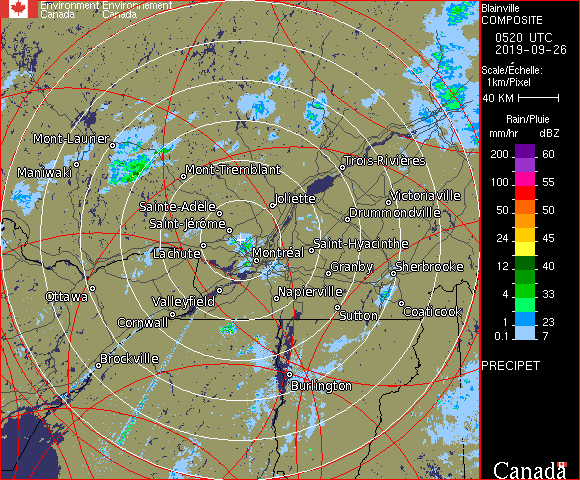 Environment Environnement
Canada Canada
Blainville
COMPOSITE
0520 UTC
2019-09-26
Scale/Échelle:
1km/Pixel
40 KM
Rain/Pluie
mm/hr dBZ
200 60
150 57
100 55
50 50
24 45
12 40
4 33
1 23
0.1 7
PRECIPET
Canada
Mont-Laurier
Maniwaki
Mont-Tremblant
Trois-Rivières
Sainte-Adèle
Joliette
Victoriaville
Saint-Jérôme
Drummondville
Lachute
Montréal
Saint-Hyacinthe
Granby
Sherbrooke
Ottawa
Valleyfield
Napierville
Cornwall
Sutton
Coaticook
Brockville
Burlington